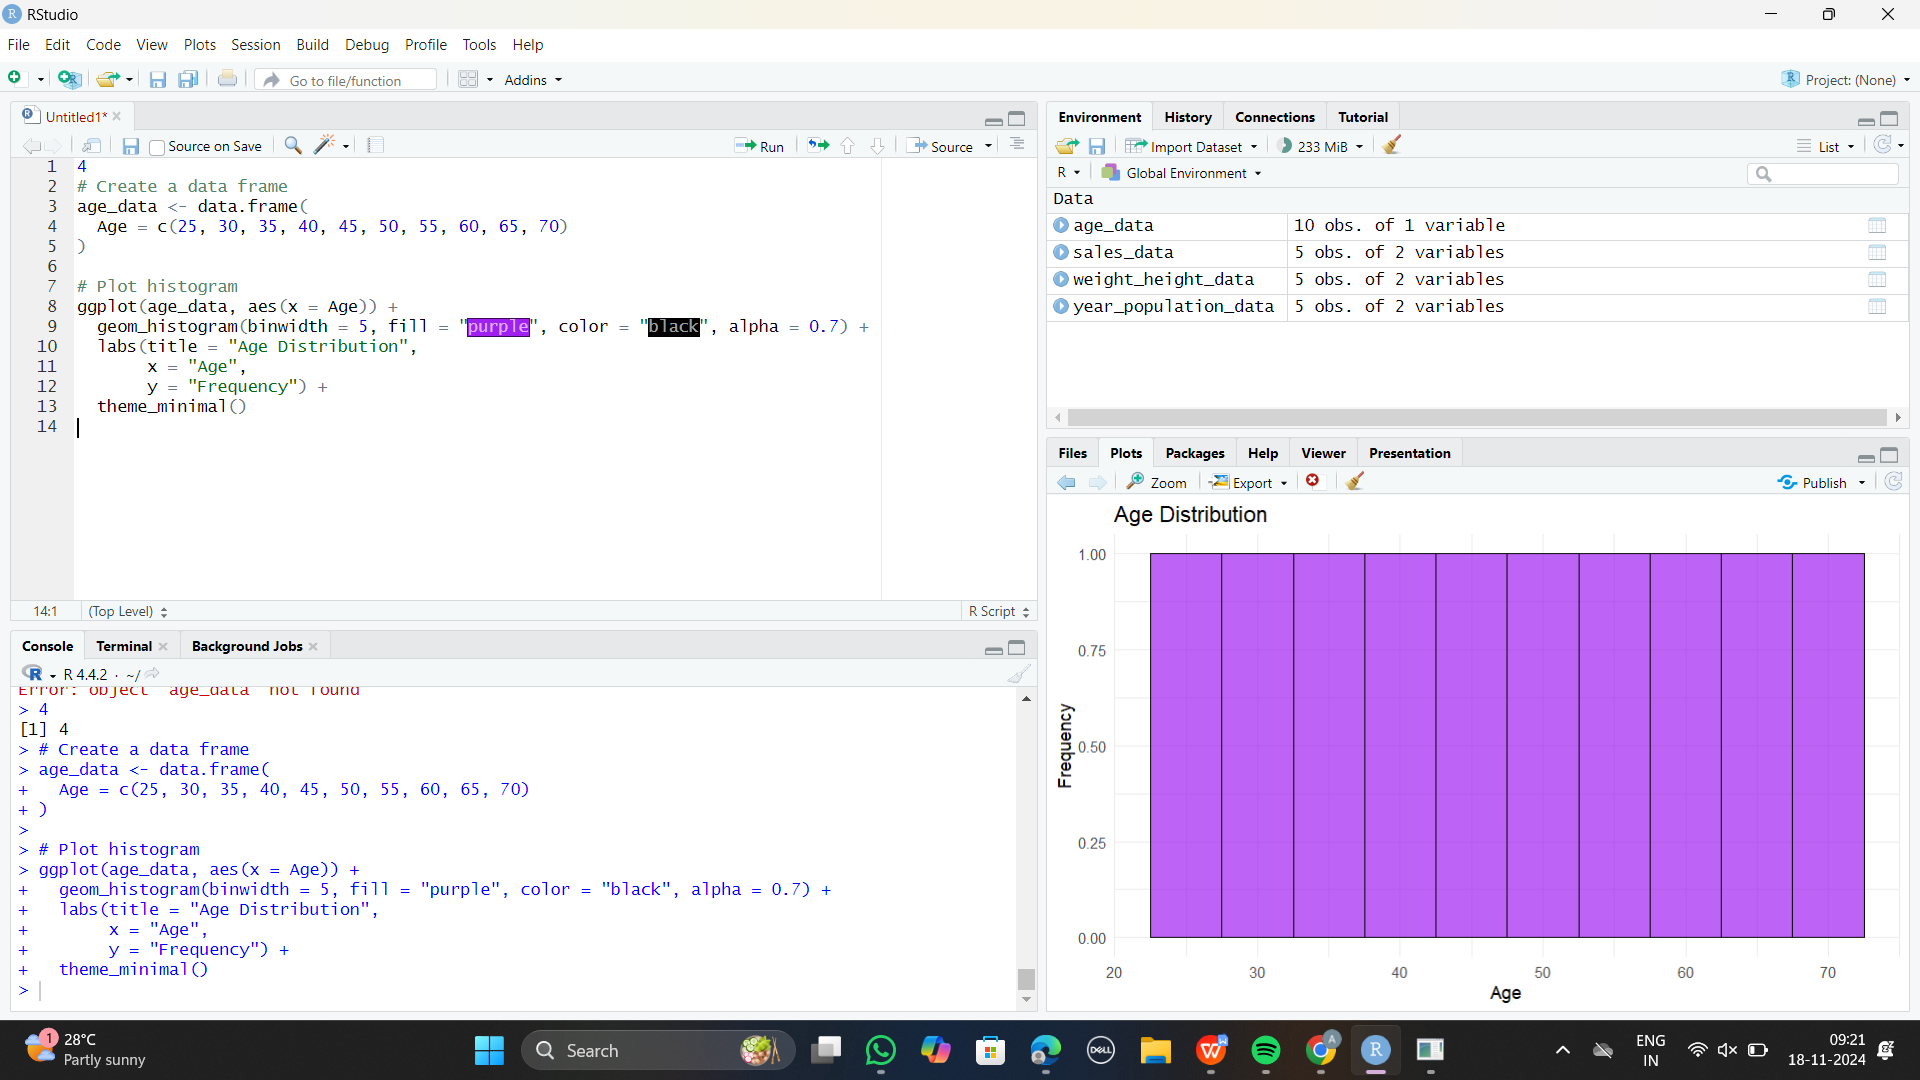 RStudio
File Edit Code View Plots Session Build Debug Profile Tools Help
Go to file/function Addins Project: (None)
Untitled1*
Source on Save Run Source
1 4
2 # Create a data frame
3 age_data <- data.frame(
4 Age = c(25, 30, 35, 40, 45, 50, 55, 60, 65, 70)
5 )
6
7 # Plot histogram
8 ggplot(age_data, aes(x = Age)) +
9 geom_histogram(binwidth = 5, fill = "purple", color = "black", alpha = 0.7) +
10 labs(title = "Age Distribution",
11 x = "Age",
12 y = "Frequency") +
13 theme_minimal()
14
14:1 (Top Level) R Script
Console Terminal Background Jobs
R 4.4.2 · ~/
Error: object 'age_data' not found
> 4
[1] 4
> # Create a data frame
> age_data <- data.frame(
+ Age = c(25, 30, 35, 40, 45, 50, 55, 60, 65, 70)
+ )
>
> # Plot histogram
> ggplot(age_data, aes(x = Age)) +
+ geom_histogram(binwidth = 5, fill = "purple", color = "black", alpha = 0.7) +
+ labs(title = "Age Distribution",
+ x = "Age",
+ y = "Frequency") +
+ theme_minimal()
>
Environment History Connections Tutorial
Import Dataset 233 MiB List
R Global Environment
Data
age_data 10 obs. of 1 variable
sales_data 5 obs. of 2 variables
weight_height_data 5 obs. of 2 variables
year_population_data 5 obs. of 2 variables
Files Plots Packages Help Viewer Presentation
Zoom Export Publish
Age Distribution
1.00
0.75
0.50
0.25
0.00
Frequency
20 30 40 50 60 70
Age
1 28°C
Partly sunny
Search
DELL
W
A
R
ENG
IN
09:21
18-11-2024